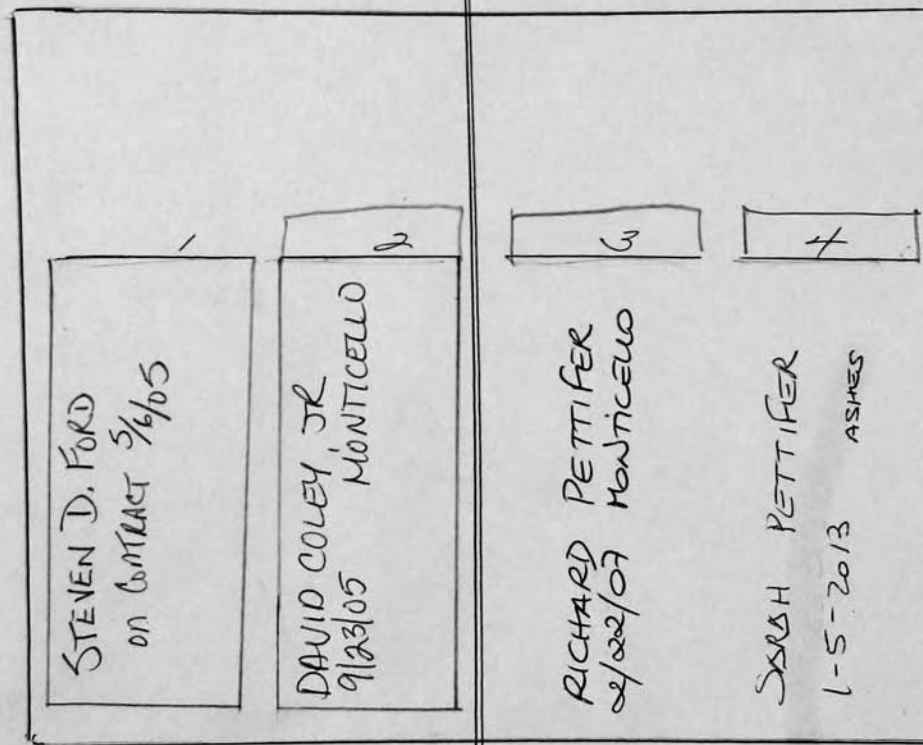 1
STEVEN D. FORD
on CONTRACT 5/6/05
2
DAVID COLEY JR
9/23/05 MONTICELLO
3
RICHARD PETTIFER
2/22/07 MONTICELLO
4
SARAH PETTIFER
1-5-2013 ASHES